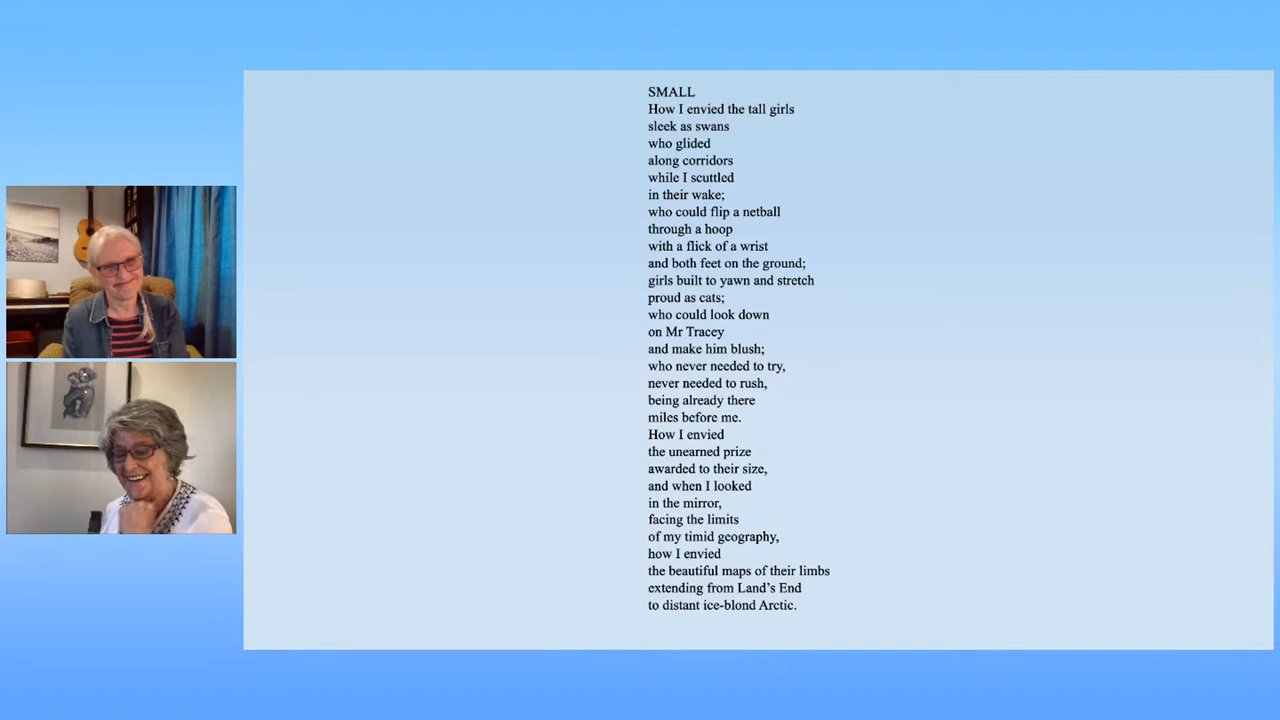 SMALL
How I envied the tall girls
sleek as swans
who glided
along corridors
while I scuttled
in their wake;
who could flip a netball
through a hoop
with a flick of a wrist
and both feet on the ground;
girls built to yawn and stretch
proud as cats;
who could look down
on Mr Tracey
and make him blush;
who never needed to try,
never needed to rush,
being already there
miles before me.
How I envied
the unearned prize
awarded to their size,
and when I looked
in the mirror,
facing the limits
of my timid geography,
how I envied
the beautiful maps of their limbs
extending from Land's End
to distant ice-blond Arctic.